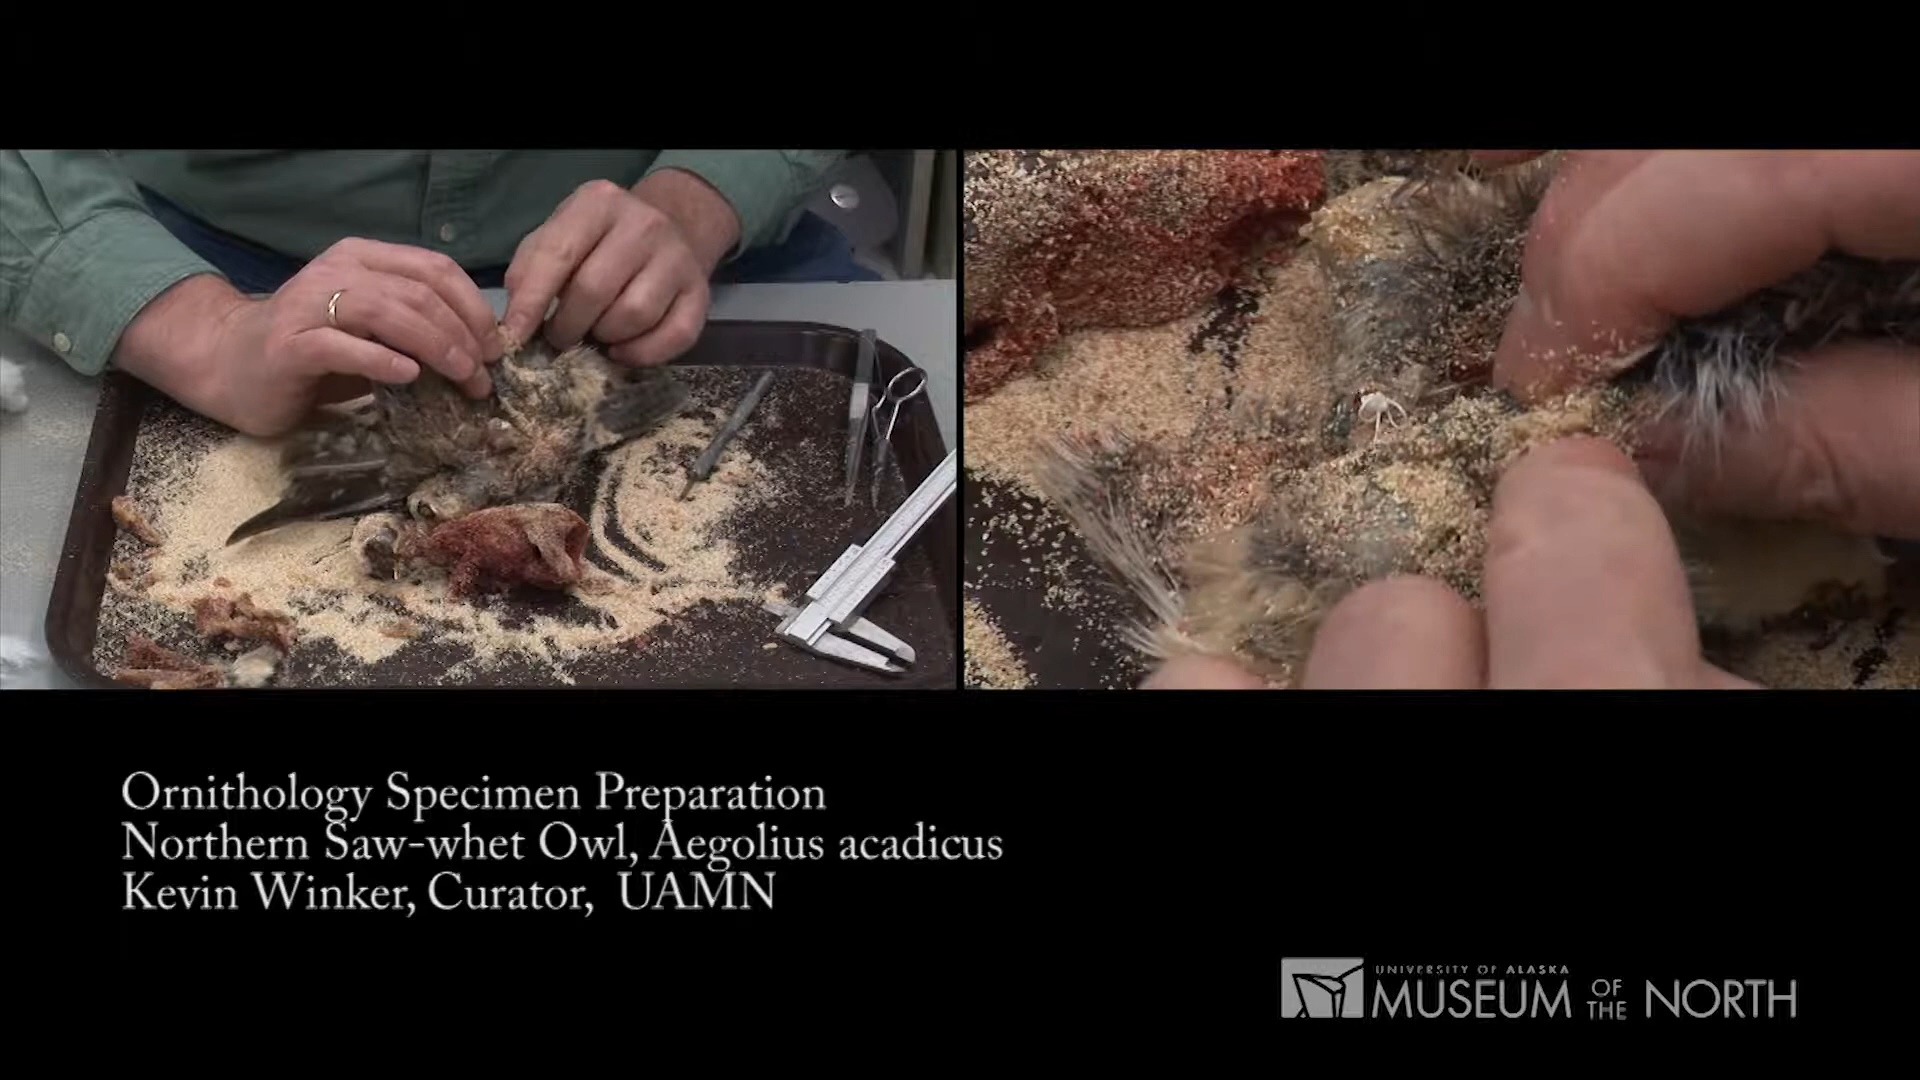 Ornithology Specimen Preparation
Northern Saw-whet Owl, Aegolius acadicus
Kevin Winker, Curator, UAMN
UNIVERSITY OF ALASKA
MUSEUM OF THE NORTH